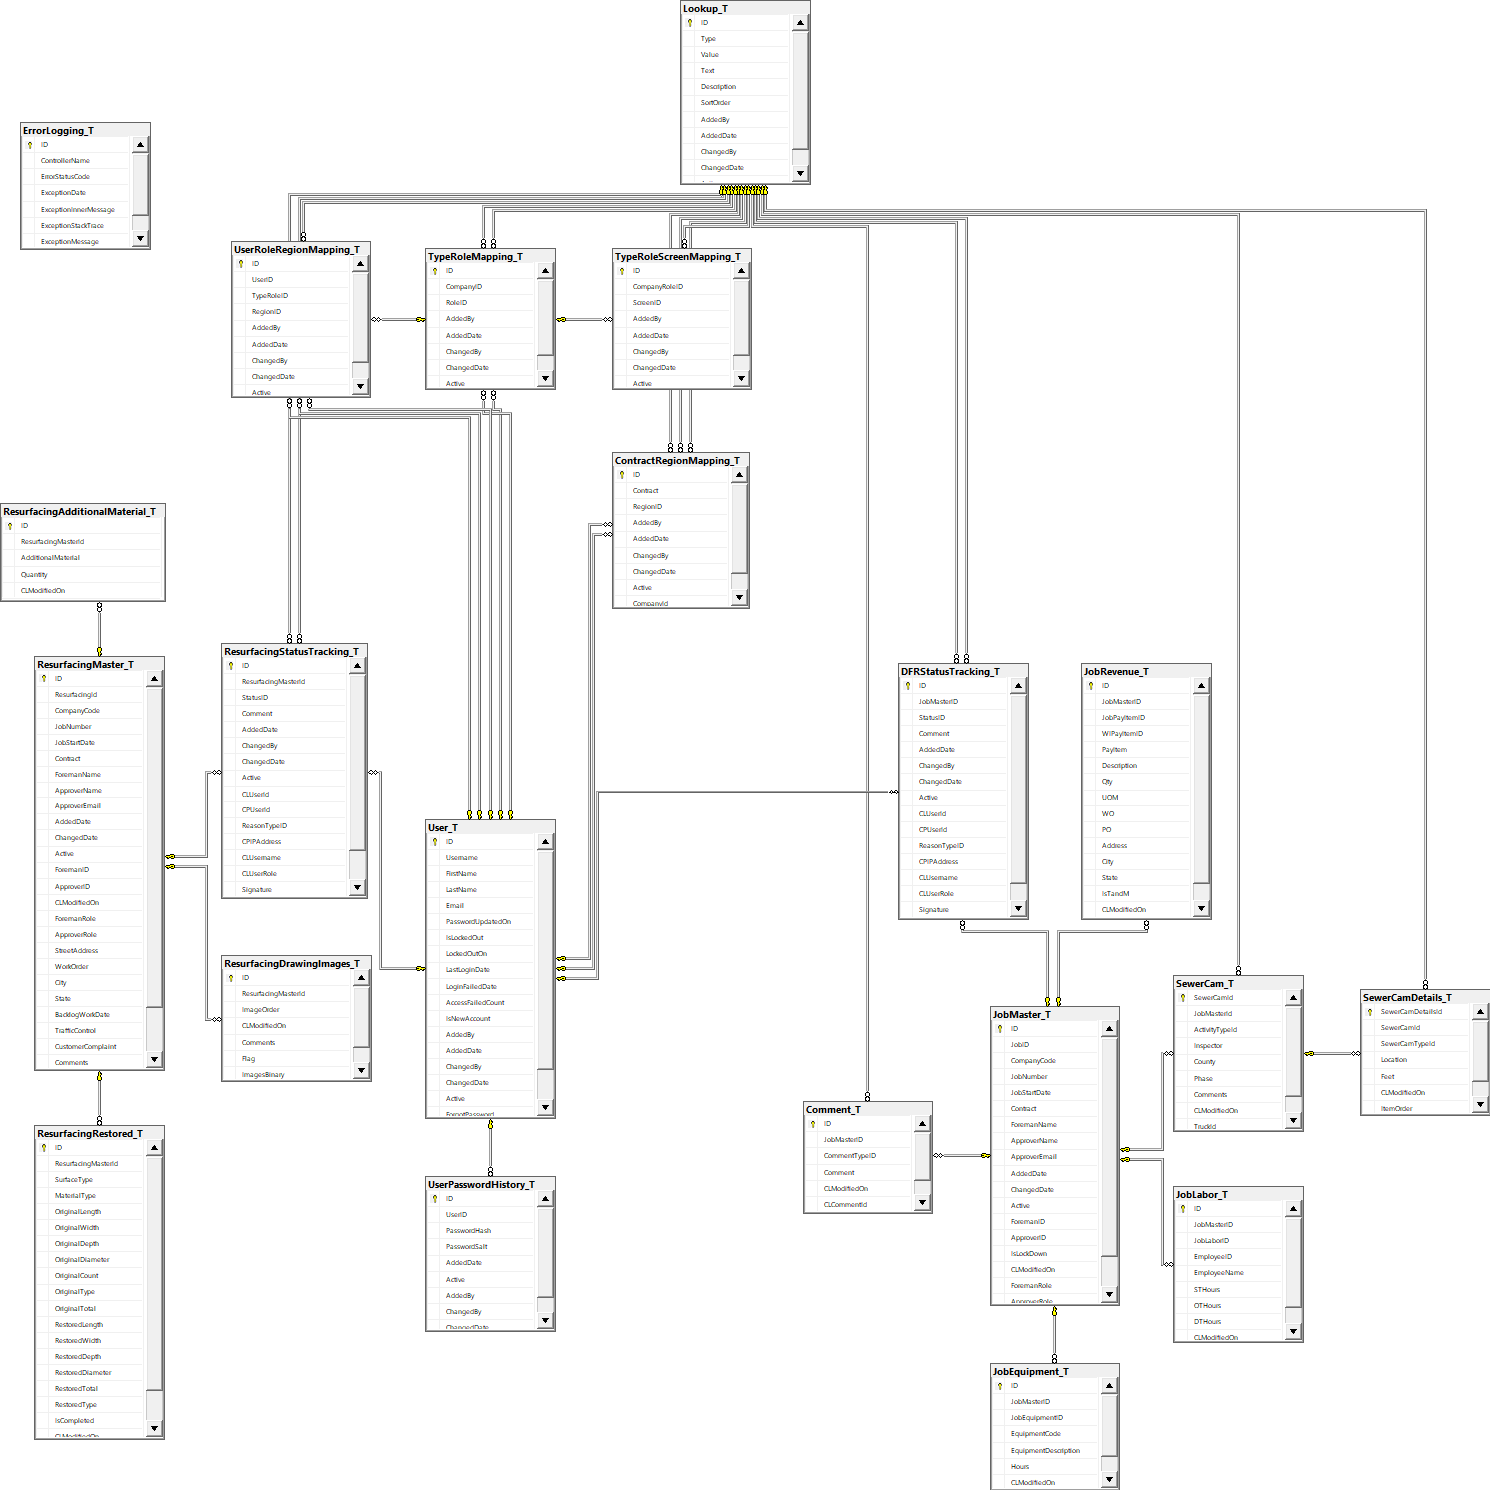 Lookup_T
ID
Type
Value
Text
Description
SortOrder
AddedBy
AddedDate
ChangedBy
ChangedDate
ErrorLogging_T
ID
ControllerName
ErrorStatusCode
ExceptionDate
ExceptionInnerMessage
ExceptionStackTrace
ExceptionMessage
UserRoleRegionMapping_T
ID
UserID
TypeRoleID
RegionID
AddedBy
AddedDate
ChangedBy
ChangedDate
Active
TypeRoleMapping_T
ID
CompanyID
RoleID
AddedBy
AddedDate
ChangedBy
ChangedDate
Active
TypeRoleScreenMapping_T
ID
CompanyRoleID
ScreenID
AddedBy
AddedDate
ChangedBy
ChangedDate
Active
ContractRegionMapping_T
ID
Contract
RegionID
AddedBy
AddedDate
ChangedBy
ChangedDate
Active
CompanyId
ResurfacingAdditionalMaterial_T
ID
ResurfacingMasterId
AdditionalMaterial
Quantity
CLModifiedOn
ResurfacingMaster_T
ID
ResurfacingId
CompanyCode
JobNumber
JobStartDate
Contract
ForemanName
ApproverName
ApproverEmail
AddedDate
ChangedDate
Active
ForemanID
ApproverID
CLModifiedOn
ForemanRole
ApproverRole
StreetAddress
WorkOrder
City
State
BacklogWorkDate
TrafficControl
CustomerComplaint
Comments
ResurfacingStatusTracking_T
ID
ResurfacingMasterId
StatusID
Comment
AddedDate
ChangedBy
ChangedDate
Active
CLUserId
CPUserId
ReasonTypeID
CPIPAddress
CLUsername
CLUserRole
Signature
DFRStatusTracking_T
ID
JobMasterID
StatusID
Comment
AddedDate
ChangedBy
ChangedDate
Active
CLUserId
CPUserId
ReasonTypeID
CPIPAddress
CLUsername
CLUserRole
Signature
JobRevenue_T
ID
JobMasterID
JobPayItemID
WIPayItemID
PayItem
Description
Qty
UOM
WO
PO
Address
City
State
IsTandM
CLModifiedOn
User_T
ID
Username
FirstName
LastName
Email
PasswordUpdatedOn
IsLockedOut
LockedOutOn
LastLoginDate
LoginFailedDate
AccessFailedCount
IsNewAccount
AddedBy
AddedDate
ChangedBy
ChangedDate
Active
ForgotPassword
ResurfacingDrawingImages_T
ID
ResurfacingMasterId
ImageOrder
CLModifiedOn
Comments
Flag
ImagesBinary
SewerCam_T
SewerCamId
JobMasterId
ActivityTypeId
Inspector
County
Phase
Comments
CLModifiedOn
TruckId
SewerCamDetails_T
SewerCamDetailsId
SewerCamId
SewerCamTypeId
Location
Feet
CLModifiedOn
ItemOrder
JobMaster_T
ID
JobID
CompanyCode
JobNumber
JobStartDate
Contract
ForemanName
ApproverName
ApproverEmail
AddedDate
ChangedDate
Active
ForemanID
ApproverID
IsLockDown
CLModifiedOn
ForemanRole
ApproverRole
Comment_T
ID
JobMasterID
CommentTypeID
Comment
CLModifiedOn
CLCommentId
ResurfacingRestored_T
ID
ResurfacingMasterId
SurfaceType
MaterialType
OriginalLength
OriginalWidth
OriginalDepth
OriginalDiameter
OriginalCount
OriginalType
OriginalTotal
RestoredLength
RestoredWidth
RestoredDepth
RestoredDiameter
RestoredTotal
RestoredType
IsCompleted
CLModifiedOn
UserPasswordHistory_T
ID
UserID
PasswordHash
PasswordSalt
AddedDate
Active
AddedBy
ChangedBy
ChangedDate
JobLabor_T
ID
JobMasterID
JobLaborID
EmployeeID
EmployeeName
STHours
OTHours
DTHours
CLModifiedOn
JobEquipment_T
ID
JobMasterID
JobEquipmentID
EquipmentCode
EquipmentDescription
Hours
CLModifiedOn